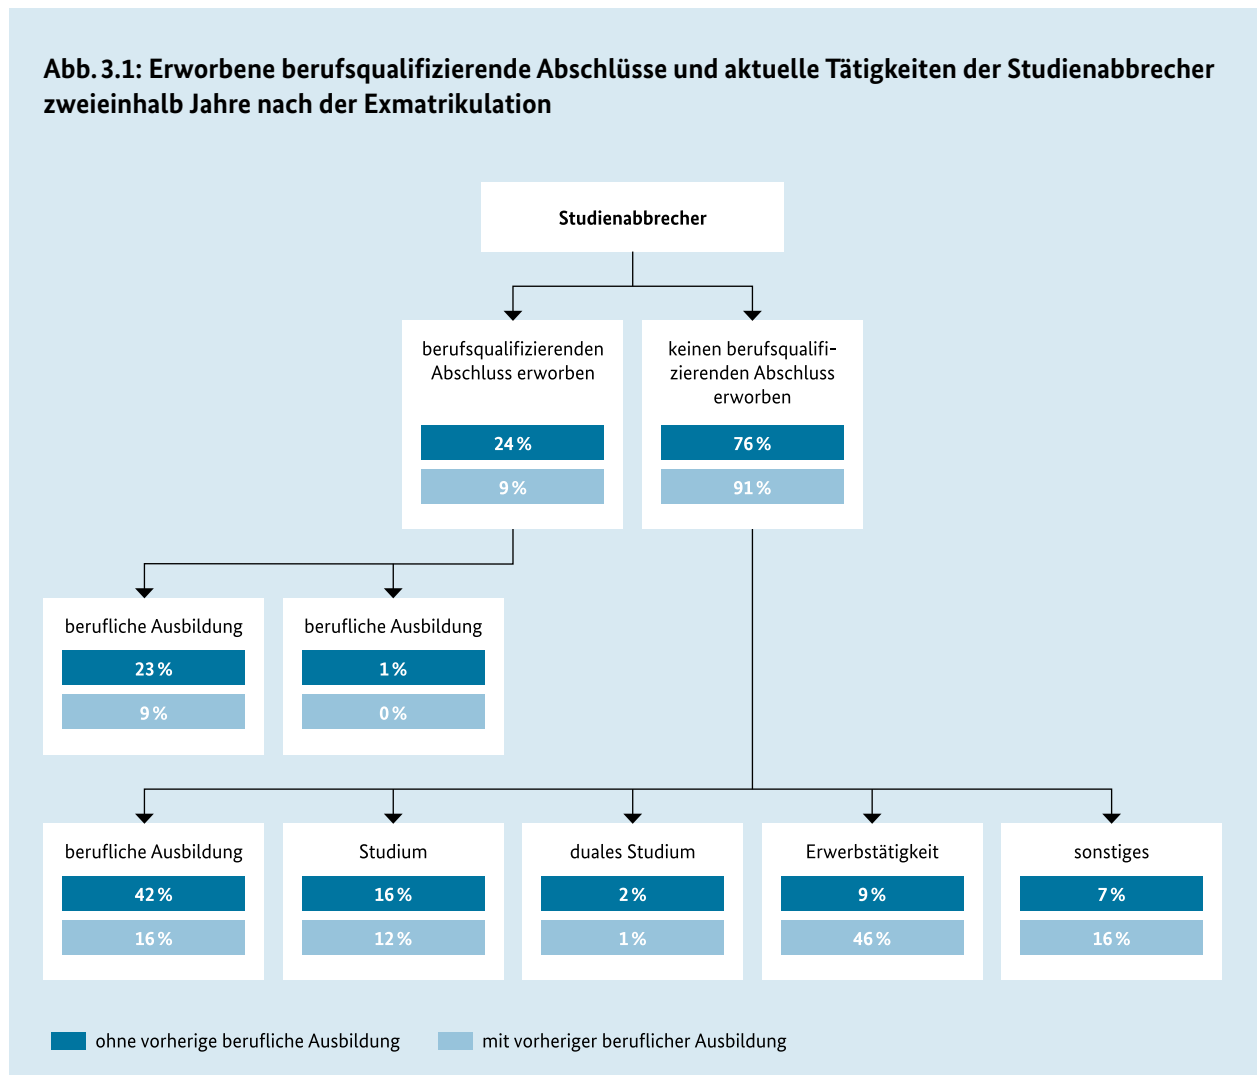 Abb. 3.1: Erworbene berufsqualifizierende Abschlüsse und aktuelle Tätigkeiten der Studienabbrecher
zweieinhalb Jahre nach der Exmatrikulation
Studienabbrecher
berufsqualifizierenden
Abschluss erworben
24 %
9 %
keinen berufsqualifi-
zierenden Abschluss
erworben
76 %
91 %
berufliche Ausbildung
23 %
9 %
berufliche Ausbildung
1 %
0 %
berufliche Ausbildung
42 %
16 %
Studium
16 %
12 %
duales Studium
2 %
1 %
Erwerbstätigkeit
9 %
46 %
sonstiges
7 %
16 %
ohne vorherige berufliche Ausbildung
mit vorheriger beruflicher Ausbildung